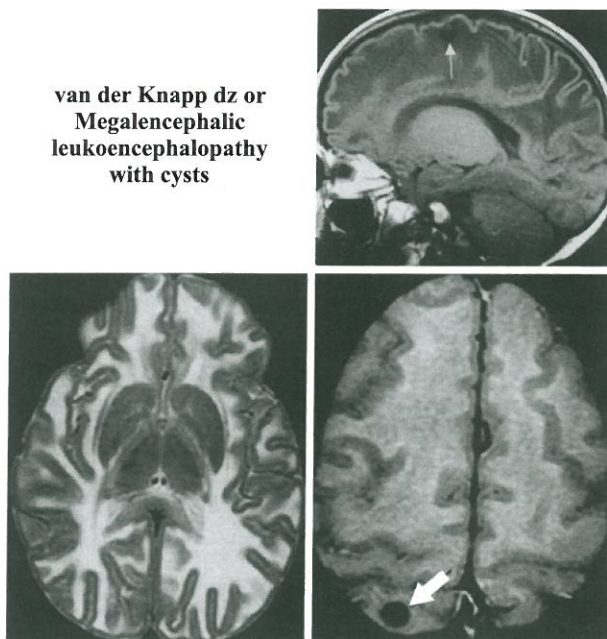 van der Knapp dz or
Megalencephalic
leukoencephalopathy
with cysts